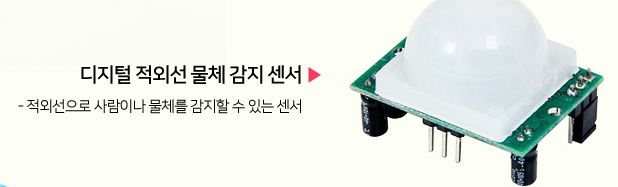 디지털 적외선 물체 감지 센서 ▶
- 적외선으로 사람이나 물체를 감지할 수 있는 센서